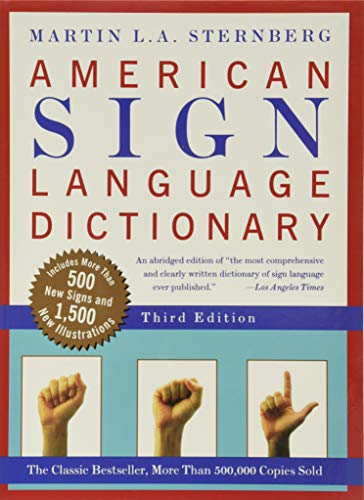 MARTIN L.A. STERNBERG
AMERICAN
SIGN
LANGUAGE
DICTIONARY
An abridged edition of “the most comprehensive
and clearly written dictionary of sign language
ever published.” —Los Angeles Times
Includes More Than
500
New Signs and
1,500
New Illustrations
Third Edition
The Classic Bestseller, More Than 500,000 Copies Sold